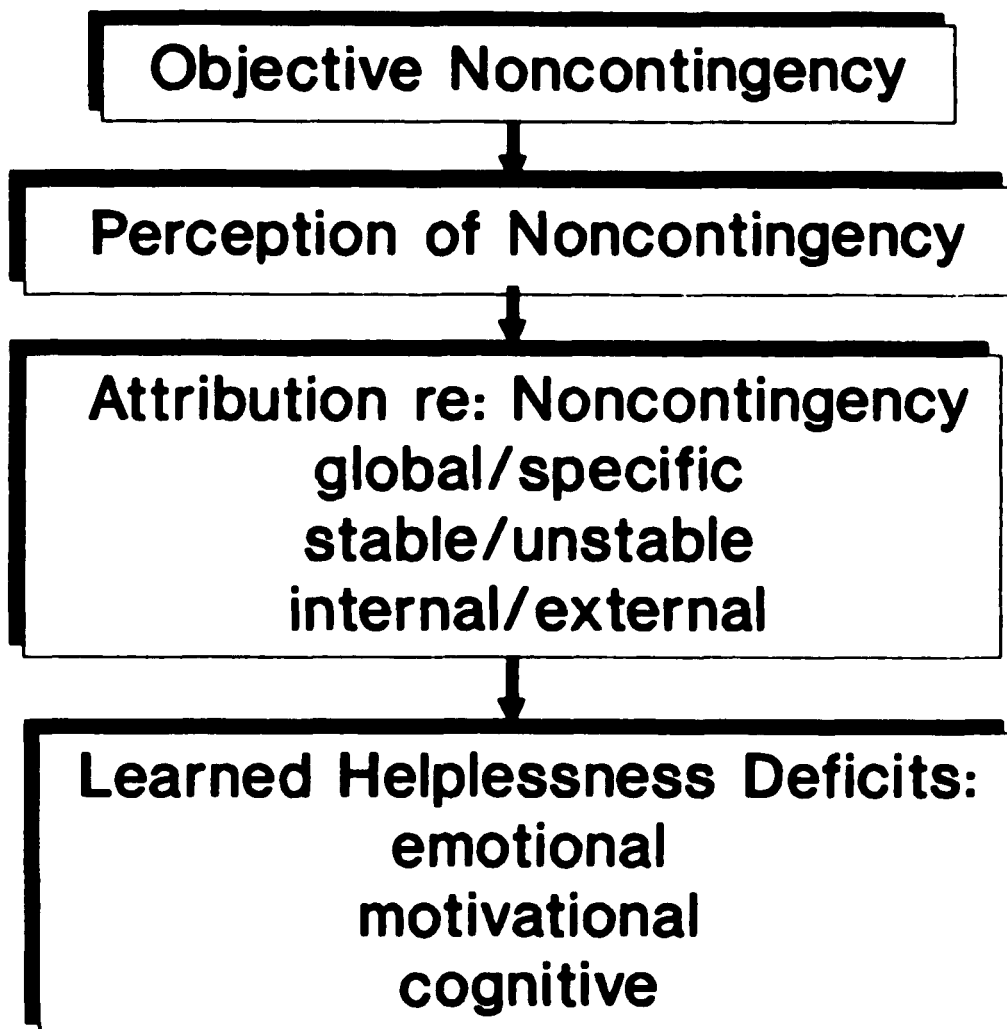 Objective Noncontingency
Perception of Noncontingency
Attribution re: Noncontingency
global/specific
stable/unstable
internal/external
Learned Helplessness Deficits:
emotional
motivational
cognitive